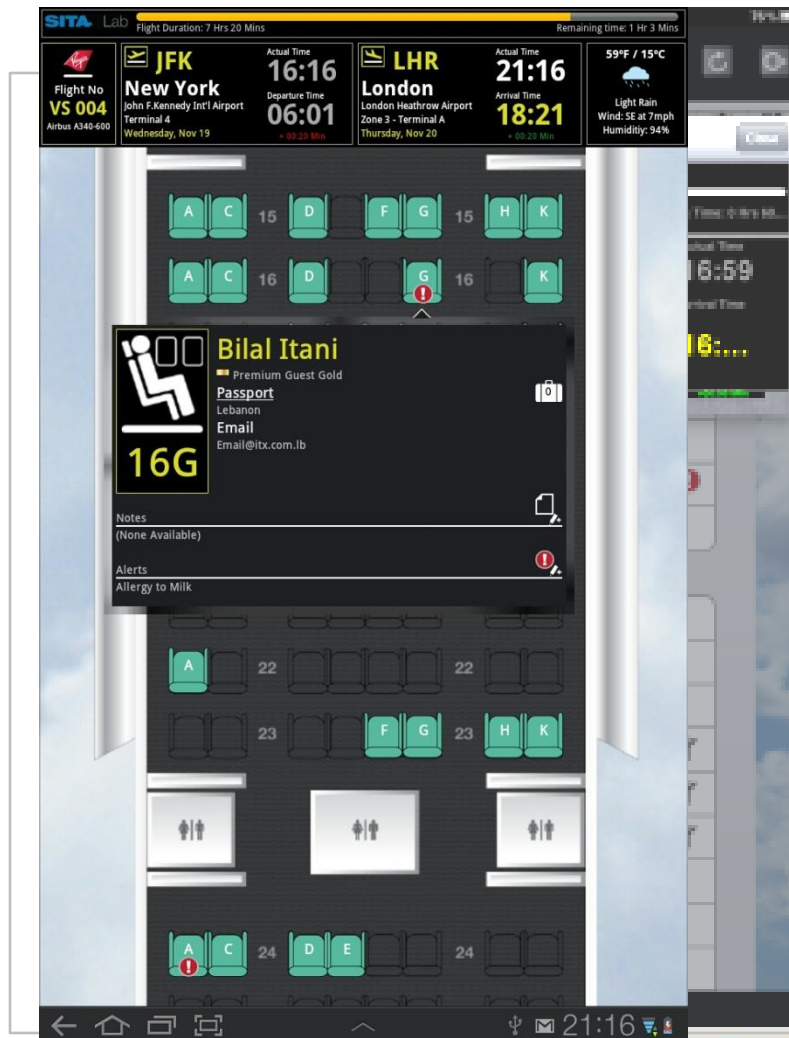 SITA Lab
Flight Duration: 7 Hrs 20 Mins
Remaining time: 1 Hr 3 Mins
Virgin
Flight No
VS 004
Airbus A340-600
JFK
New York
John F.Kennedy Int'l Airport
Terminal 4
Wednesday, Nov 19
Actual Time
16:16
Departure Time
06:01
+ 00:20 Min
LHR
London
London Heathrow Airport
Zone 3 - Terminal A
Thursday, Nov 20
Actual Time
21:16
Arrival Time
18:21
+ 00:20 Min
59°F / 15°C
Light Rain
Wind: SE at 7mph
Humiditiy: 94%
Close
16:59
A C 15 D F G 15 H K
A C 16 D G 16 K
!
16G
Bilal Itani
Premium Guest Gold
Passport
Lebanon
Email
Email@itx.com.lb
0
Notes
(None Available)
Alerts
!
Allergy to Milk
A 22 22
23 F G 23 H K
A C 24 D E 24
!
21:16